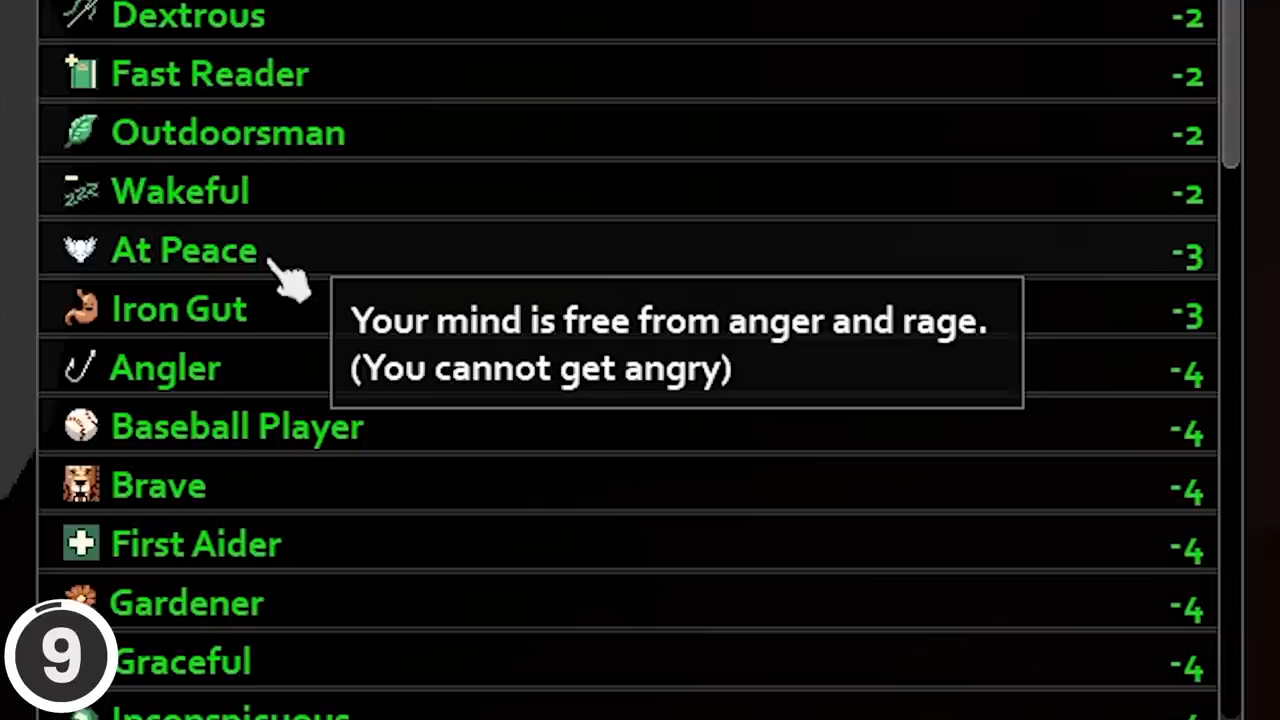 Dextrous -2
Fast Reader -2
Outdoorsman -2
Wakeful -2
At Peace -3
Iron Gut -3
Your mind is free from anger and rage.
(You cannot get angry)
Angler -4
Baseball Player -4
Brave -4
First Aider -4
Gardener -4
9
Graceful -4
Inconspicuous -4